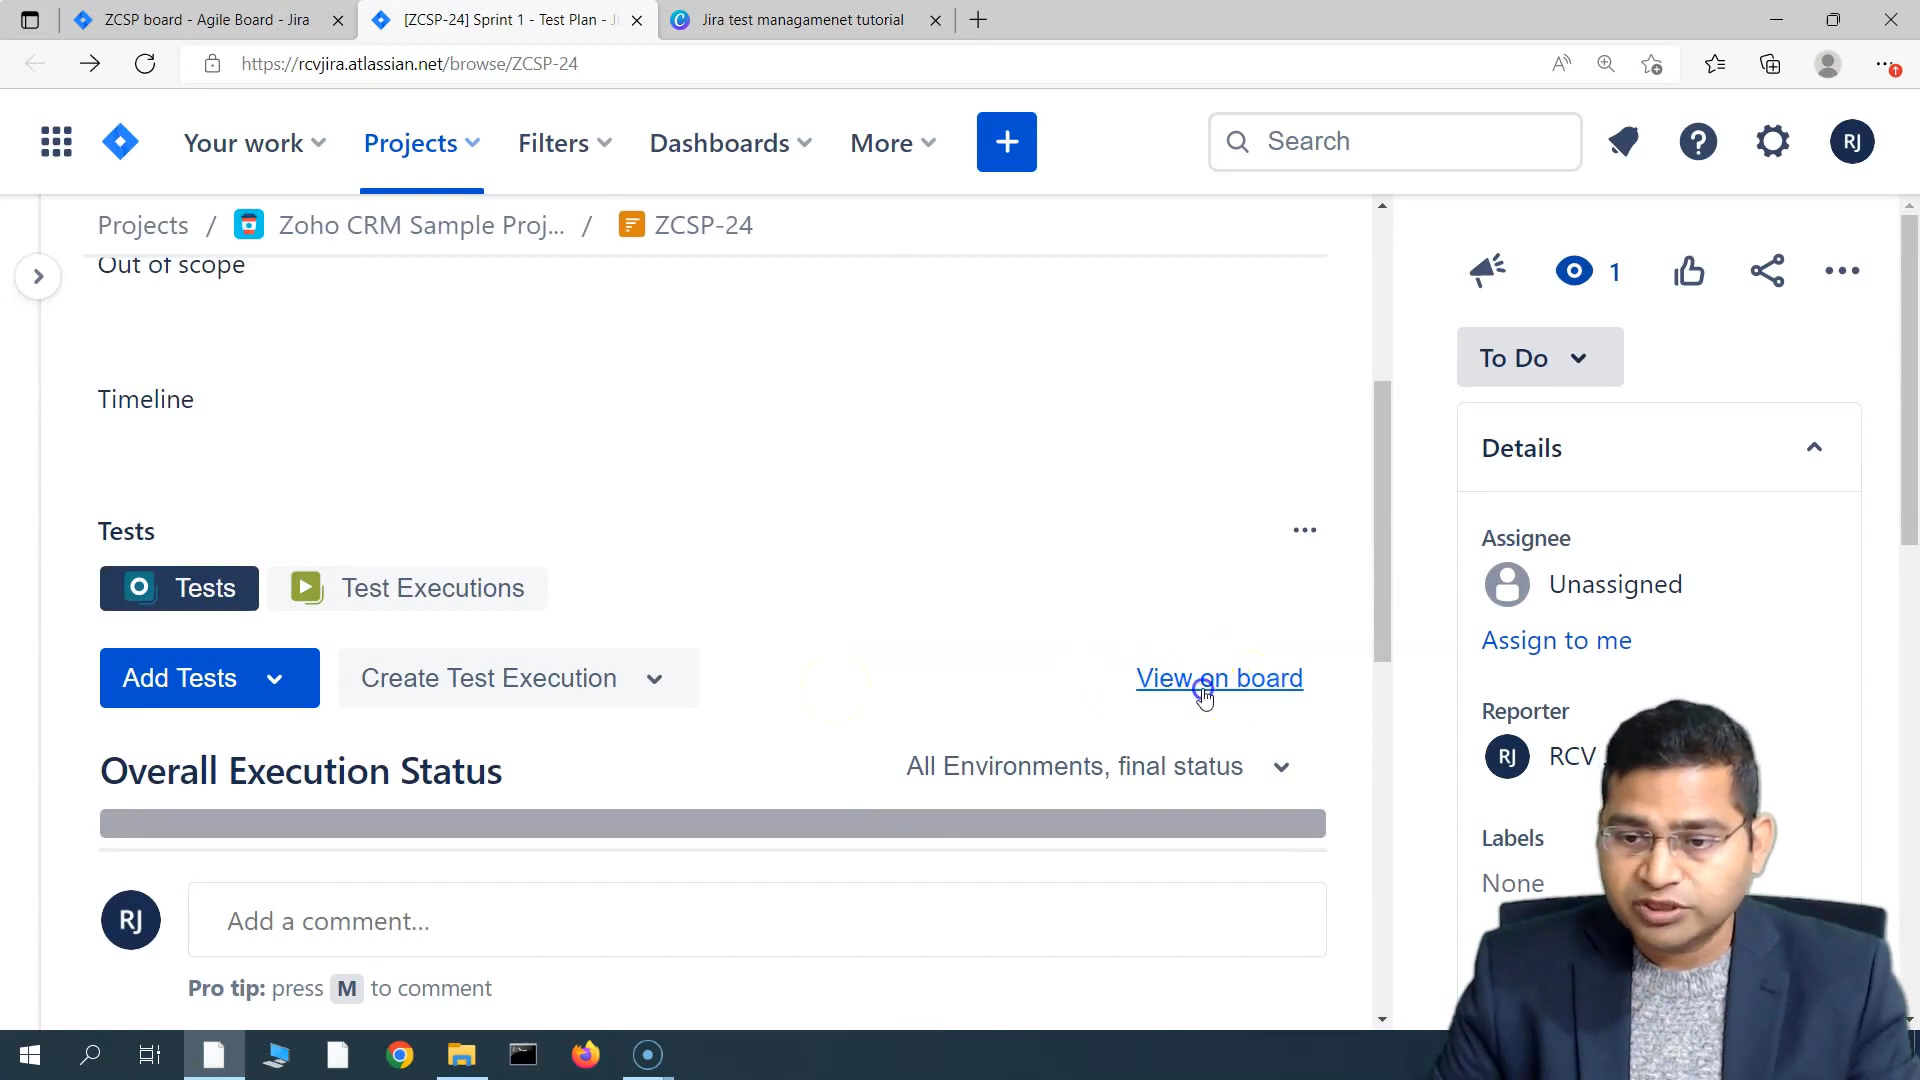 ZCSP board - Agile Board - Jira
[ZCSP-24] Sprint 1 - Test Plan - Ji
Jira test managamenet tutorial
https://rcvjira.atlassian.net/browse/ZCSP-24
Your work
Projects
Filters
Dashboards
More
Search
RJ
Projects / Zoho CRM Sample Proj... / ZCSP-24
Out of scope
1
To Do
Timeline
Details
Tests
Assignee
Tests
Test Executions
Unassigned
Assign to me
Add Tests
Create Test Execution
View on board
Reporter
RJ RCV
Overall Execution Status
All Environments, final status
Labels
None
RJ
Add a comment...
Pro tip: press M to comment